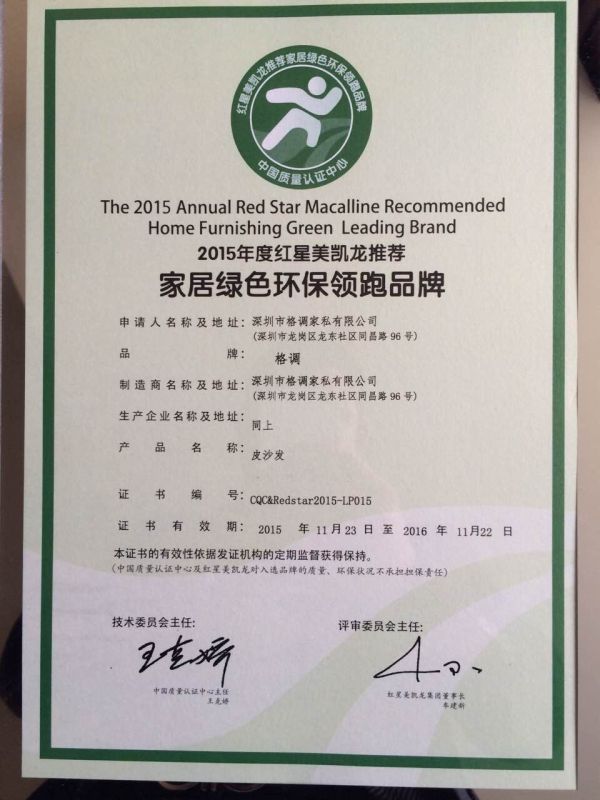 红星美凯龙推荐家居绿色环保领跑品牌
中国质量认证中心
The 2015 Annual Red Star Macalline Recommended
Home Furnishing Green Leading Brand
2015年度红星美凯龙推荐
家居绿色环保领跑品牌
申请人名称及地址：深圳市格调家私有限公司
(深圳市龙岗区龙东社区同昌路 96 号)
品牌： 格调
制造商名称及地址：深圳市格调家私有限公司
(深圳市龙岗区龙东社区同昌路 96 号)
生产企业名称及地址：同上
产品名称：皮沙发
证书编号：CQC&Redstar2015-LP015
证书有效期：2015 年 11月23日 至 2016 年 11月22日
本证书的有效性依据发证机构的定期监督获得保持。
(中国质量认证中心及红星美凯龙对入选品牌的质量、环保状况不承担担保责任)
技术委员会主任： 评审委员会主任：
王克娇
中国质量认证中心主任 红星美凯龙集团董事长
王克娇 车建新